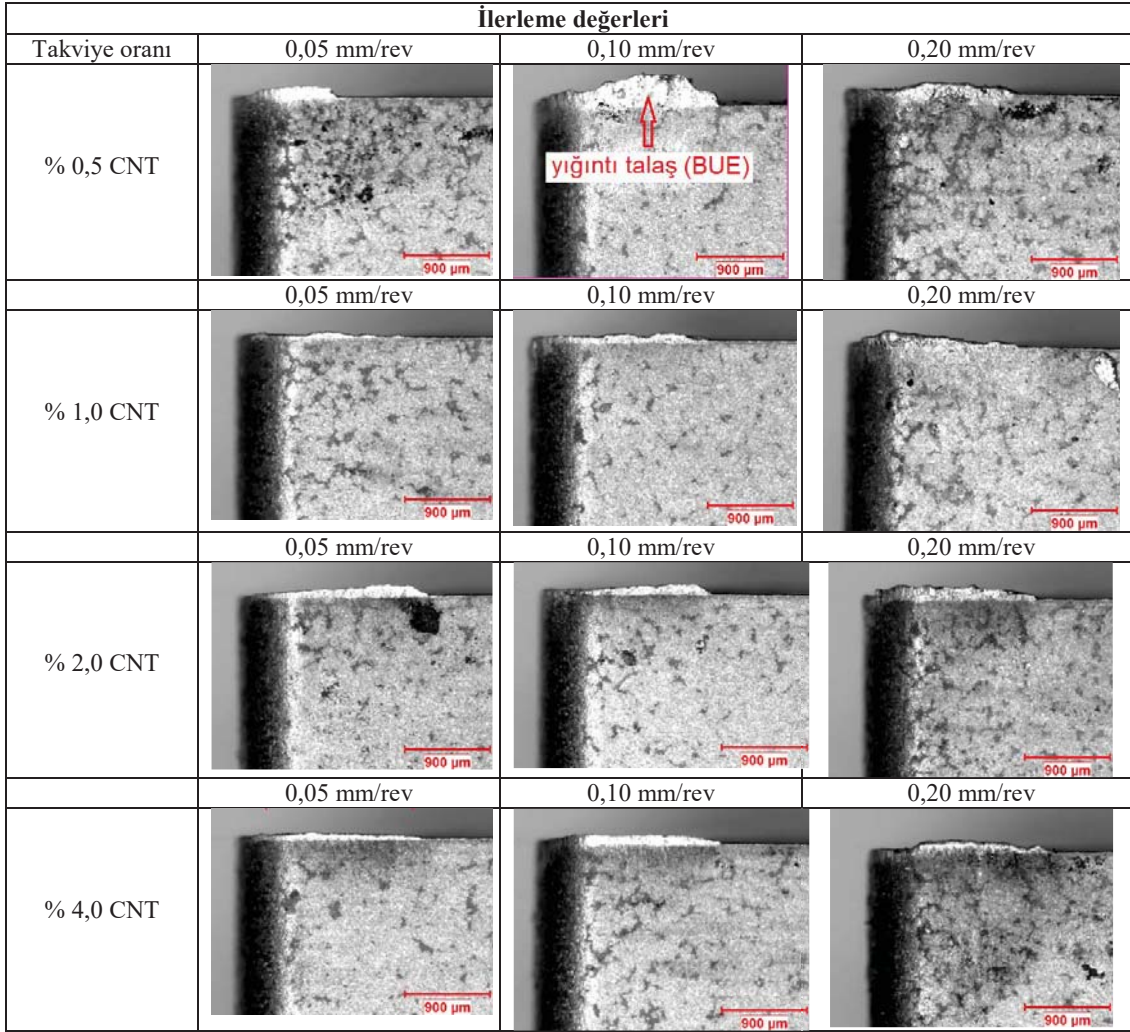 İlerleme değerleri
Takviye oranı 0,05 mm/rev 0,10 mm/rev 0,20 mm/rev
% 0,5 CNT
yığıntı talaş (BUE)
900 µm 900 µm 900 µm
0,05 mm/rev 0,10 mm/rev 0,20 mm/rev
% 1,0 CNT
900 µm 900 µm 900 µm
0,05 mm/rev 0,10 mm/rev 0,20 mm/rev
% 2,0 CNT
900 µm 900 µm 900 µm
0,05 mm/rev 0,10 mm/rev 0,20 mm/rev
% 4,0 CNT
900 µm 900 µm 900 µm